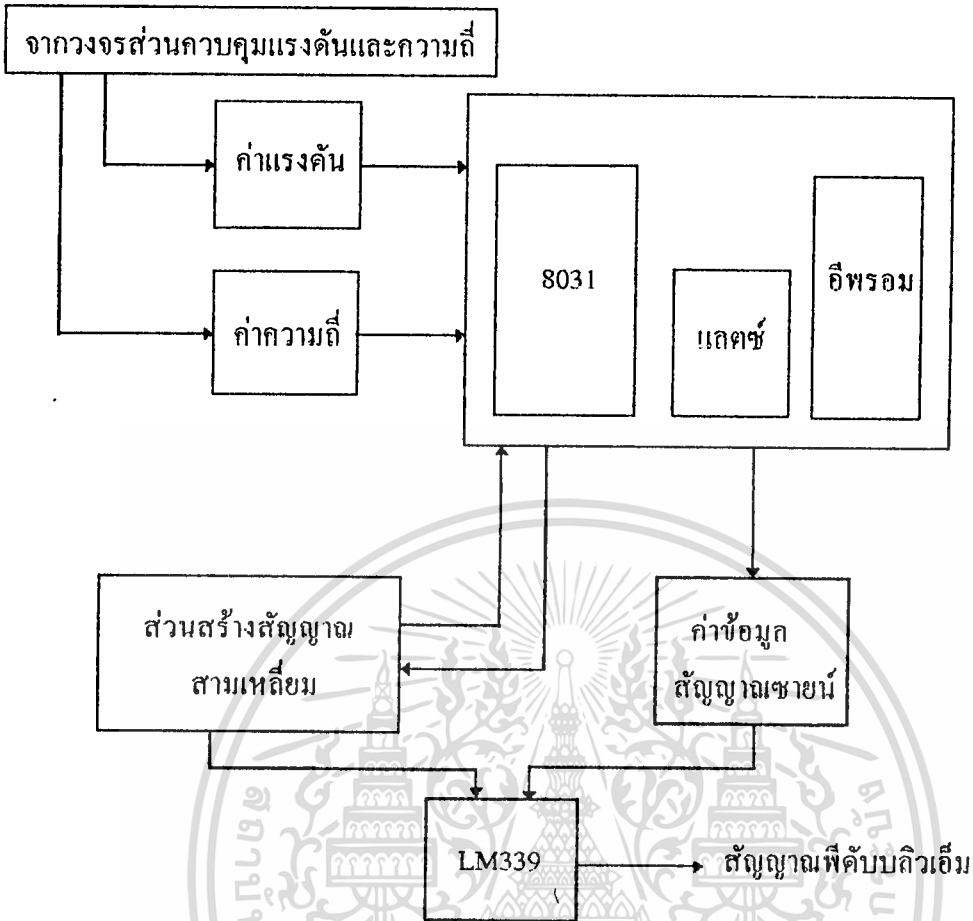 จากวงจรส่วนควบคุมแรงดันและความถี่
ค่าแรงดัน
8031
อีพรอม
แลตซ์
ค่าความถี่
ส่วนสร้างสัญญาณ
สามเหลี่ยม
ค่าข้อมูล
สัญญาณซายน์
LM339
สัญญาณพีดับบลิวเอ็ม